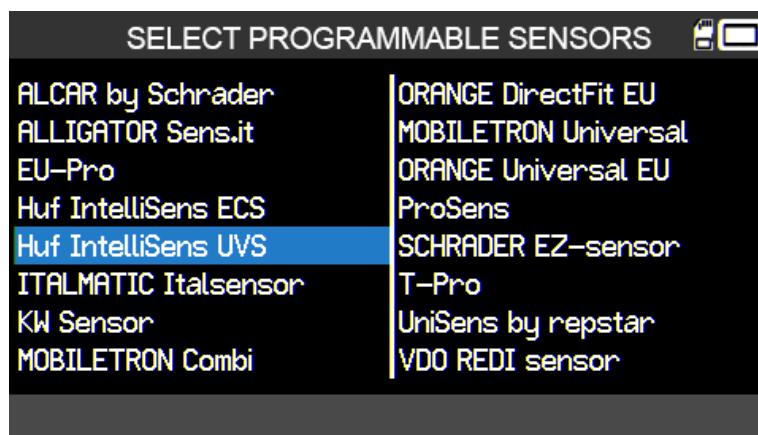 SELECT PROGRAMMABLE SENSORS
ALCAR by Schrader
ALLIGATOR Sens.it
EU-Pro
Huf IntelliSens ECS
Huf IntelliSens UVS
ITALMATIC Italsensor
KW Sensor
MOBILETRON Combi
ORANGE DirectFit EU
MOBILETRON Universal
ORANGE Universal EU
ProSens
SCHRADER EZ-sensor
T-Pro
UniSens by repstar
VDO REDI sensor